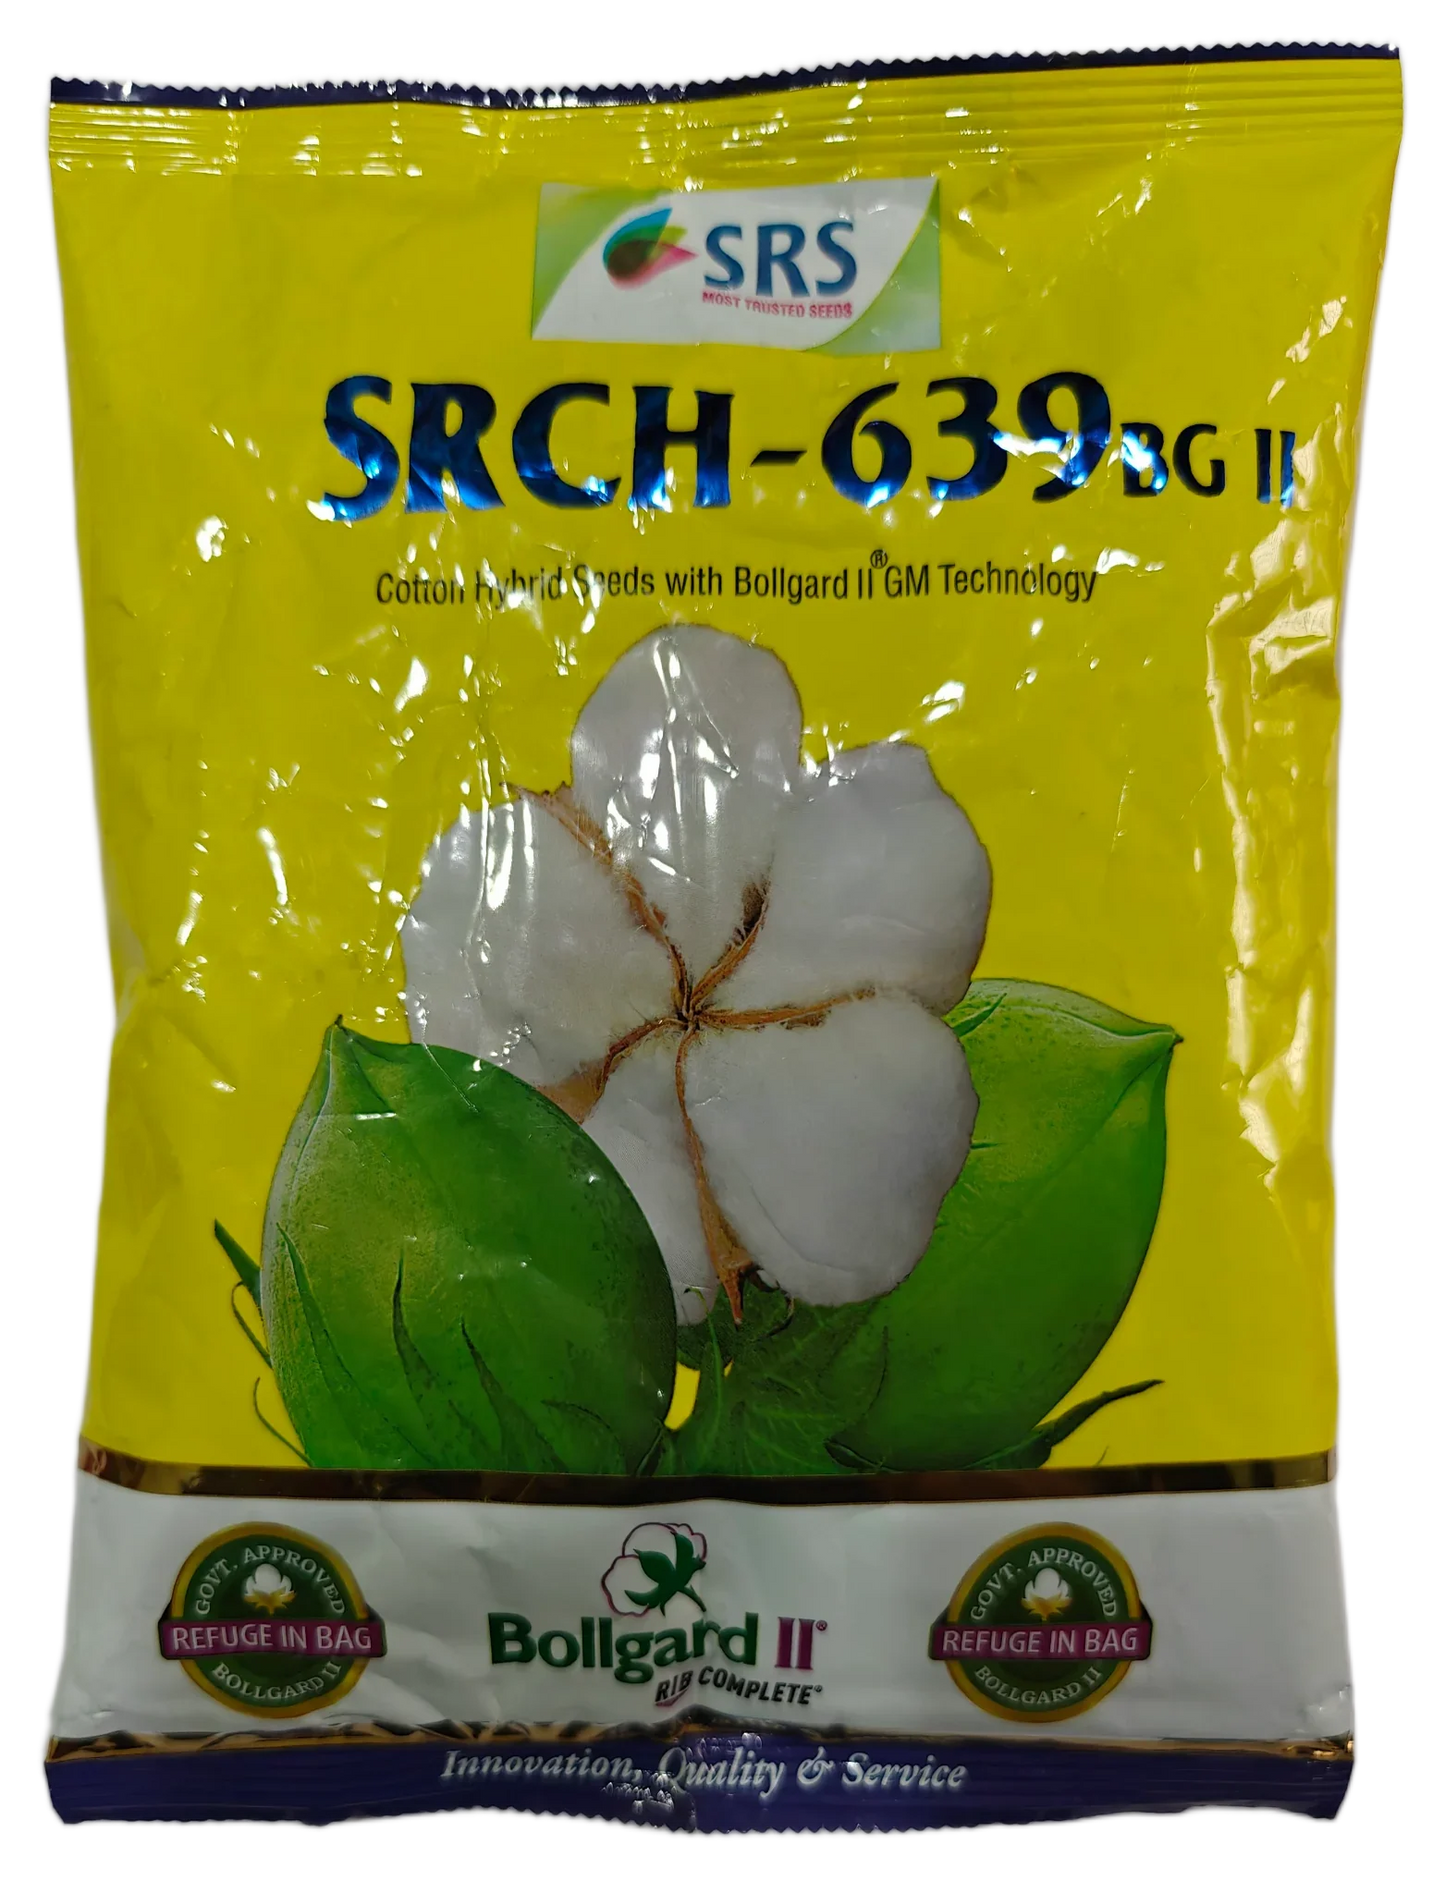 SRS
MOST TRUSTED SEEDS
SRCH-639 BG II
Cotton Hybrid Seeds with Bollgard II® GM Technology
GOVT. APPROVED
REFUGE IN BAG
BOLLGARD II
Bollgard II®
RIB COMPLETE®
GOVT. APPROVED
REFUGE IN BAG
BOLLGARD II
Innovation, Quality & Service